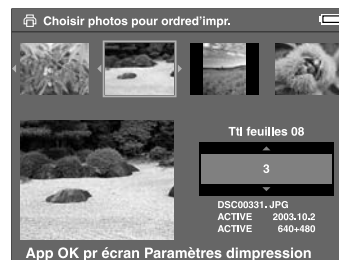 Choisir photos pour ordred'impr.
Ttl feuilles 08
3
DSC00331.JPG
ACTIVE 2003.10.2
ACTIVE 640+480
App OK pr écran Paramètres dimpression